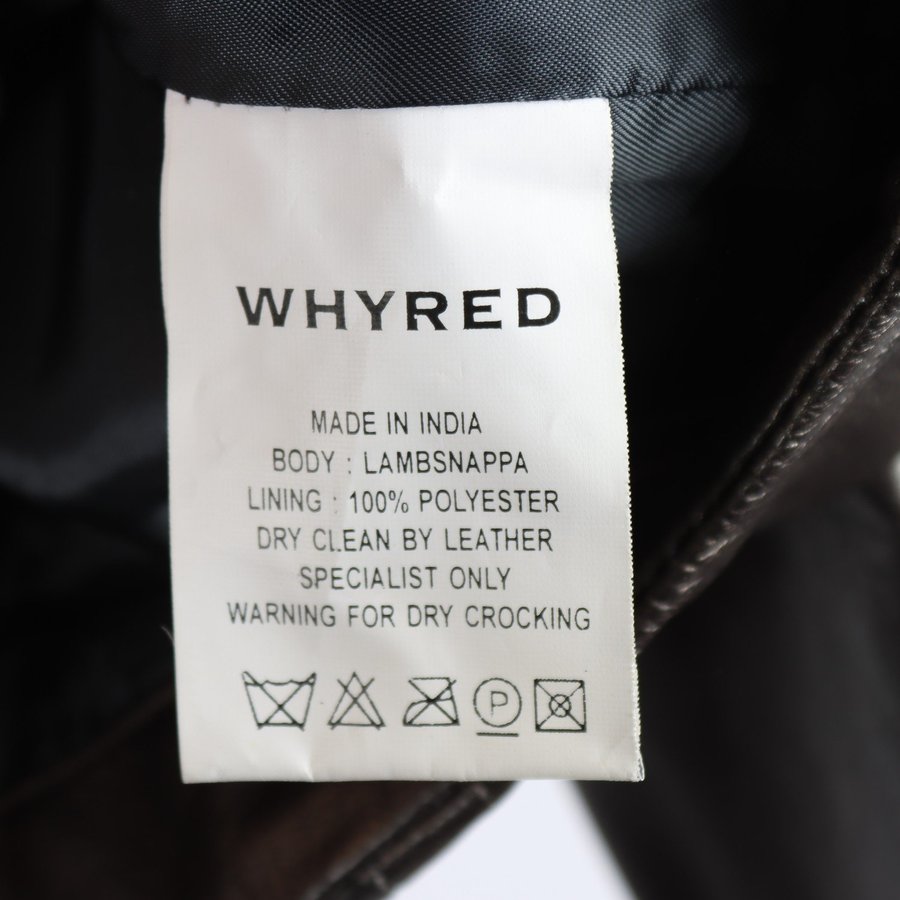 WHYRED
MADE IN INDIA
BODY : LAMBSNAPPA
LINING : 100% POLYESTER
DRY CLEAN BY LEATHER
SPECIALIST ONLY
WARNING FOR DRY CROCKING
P